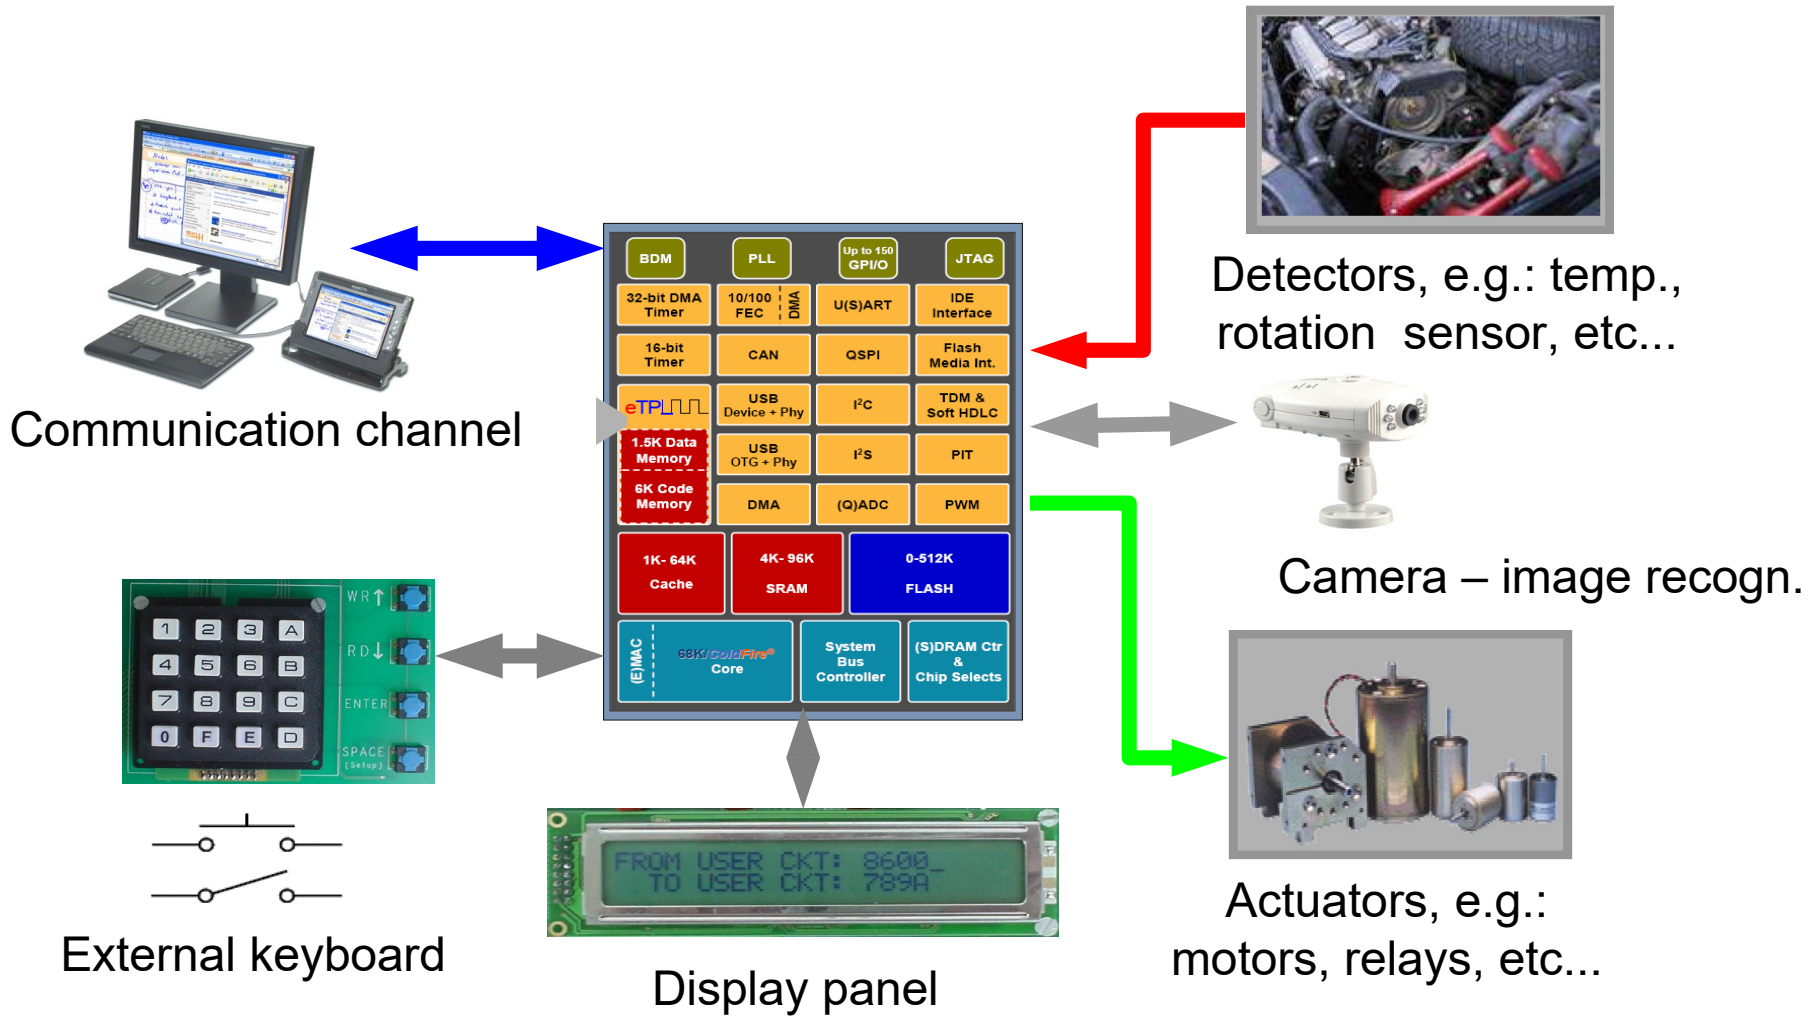 BDM
PLL
Up to 150
GPI/O
JTAG
32-bit DMA
Timer
10/100
FEC
DMA
U(S)ART
IDE
Interface
16-bit
Timer
CAN
QSPI
Flash
Media Int.
eTPU
USB
Device + Phy
I²C
TDM &
Soft HDLC
1.5K Data
Memory
USB
OTG + Phy
I²S
PIT
6K Code
Memory
DMA
(Q)ADC
PWM
1K- 64K
Cache
4K- 96K
SRAM
0-512K
FLASH
(E)MAC
68K/ColdFire®
Core
System
Bus
Controller
(S)DRAM Ctr
&
Chip Selects
Communication channel
Detectors, e.g.: temp.,
rotation sensor, etc...
Camera – image recogn.
1 2 3 A
4 5 6 B
7 8 9 C
0 F E D
WR↑
RD↓
ENTER
SPACE
(Setup)
External keyboard
FROM USER CKT: 8600_
TO USER CKT: 789A
Display panel
Actuators, e.g.:
motors, relays, etc...